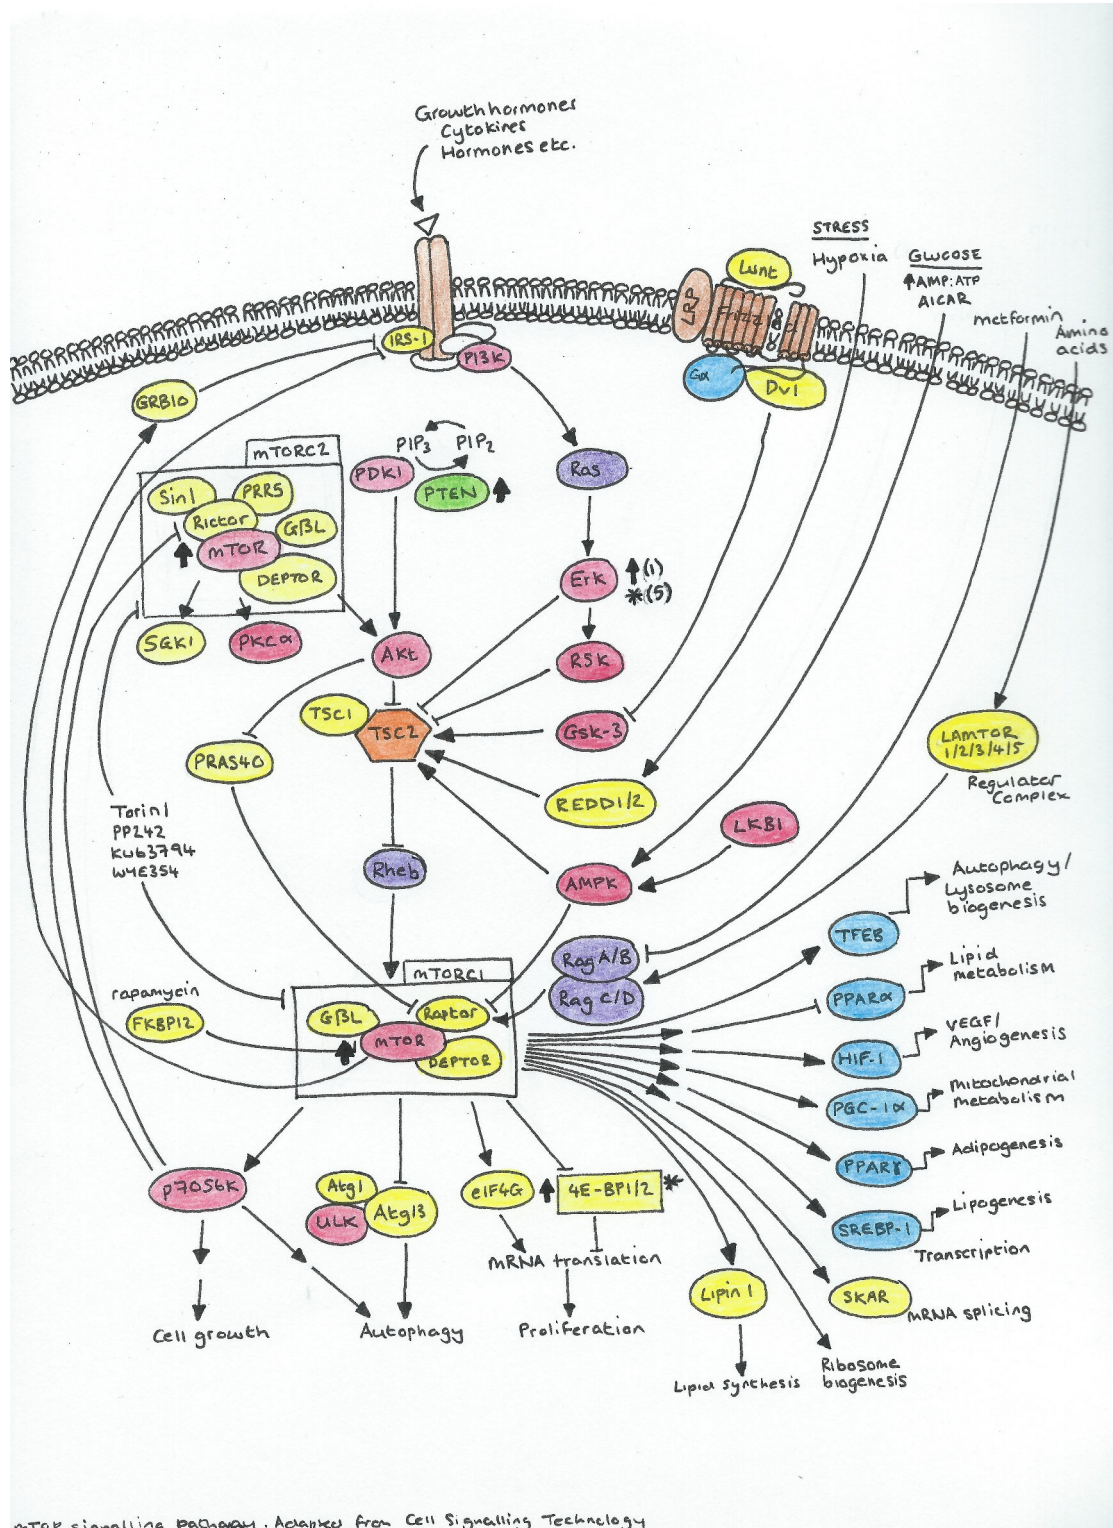 Growth hormones
Cytokines
Hormones etc.
STRESS
Hypoxia
GLUCOSE
↑AMP:ATP
AICAR
metformin
Amino
acids
Wnt
LRP
Frizz
Gα
Dvl
IRS-1
PI3K
GRB10
mTORC2
Sin1
PRR5
Rictor
GβL
mTOR
DEPTOR
SGK1
PKCα
PIP3
PIP2
PDK1
PTEN
Ras
Erk
↑(1)
*(5)
RSK
Akt
TSC1
TSC2
Gsk-3
PRAS40
REDD1/2
LAMTOR
1/2/3/4/5
Regulator
Complex
Torin1
PP242
KU63794
WYE354
Rheb
LKB1
AMPK
Rag A/B
Rag C/D
mTORC1
GβL
Raptor
mTOR
DEPTOR
rapamycin
FKBP12
TFEB
Autophagy/
Lysosome
biogenesis
PPARα
Lipid
metabolism
HIF-1
VEGF/
Angiogenesis
PGC-1α
Mitochondrial
metabolism
PPARγ
Adipogenesis
SREBP-1
Lipogenesis
Transcription
SKAR
mRNA splicing
Ribosome
biogenesis
Lipin 1
Lipid synthesis
p70S6K
Atg1
ULK
Atg13
eIF4G
4E-BP1/2
*
mRNA translation
Cell growth
Autophagy
Proliferation
mTOR signalling pathway. Adapted from Cell Signalling Technology